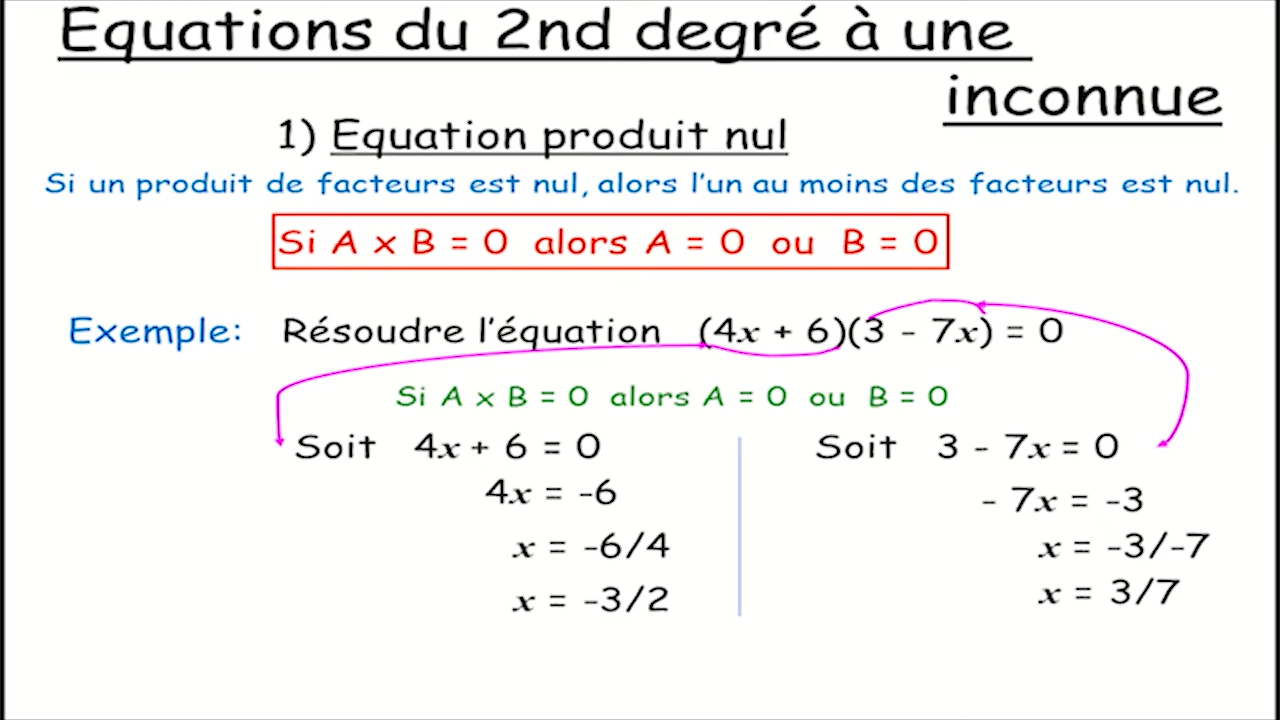 Equations du 2nd degré à une
inconnue
1) Equation produit nul
Si un produit de facteurs est nul, alors l'un au moins des facteurs est nul.
Si A x B = 0 alors A = 0 ou B = 0
Exemple: Résoudre l'équation (4x + 6)(3 - 7x) = 0
Si A x B = 0 alors A = 0 ou B = 0
Soit 4x + 6 = 0
4x = -6
x = -6/4
x = -3/2
Soit 3 - 7x = 0
- 7x = -3
x = -3/-7
x = 3/7